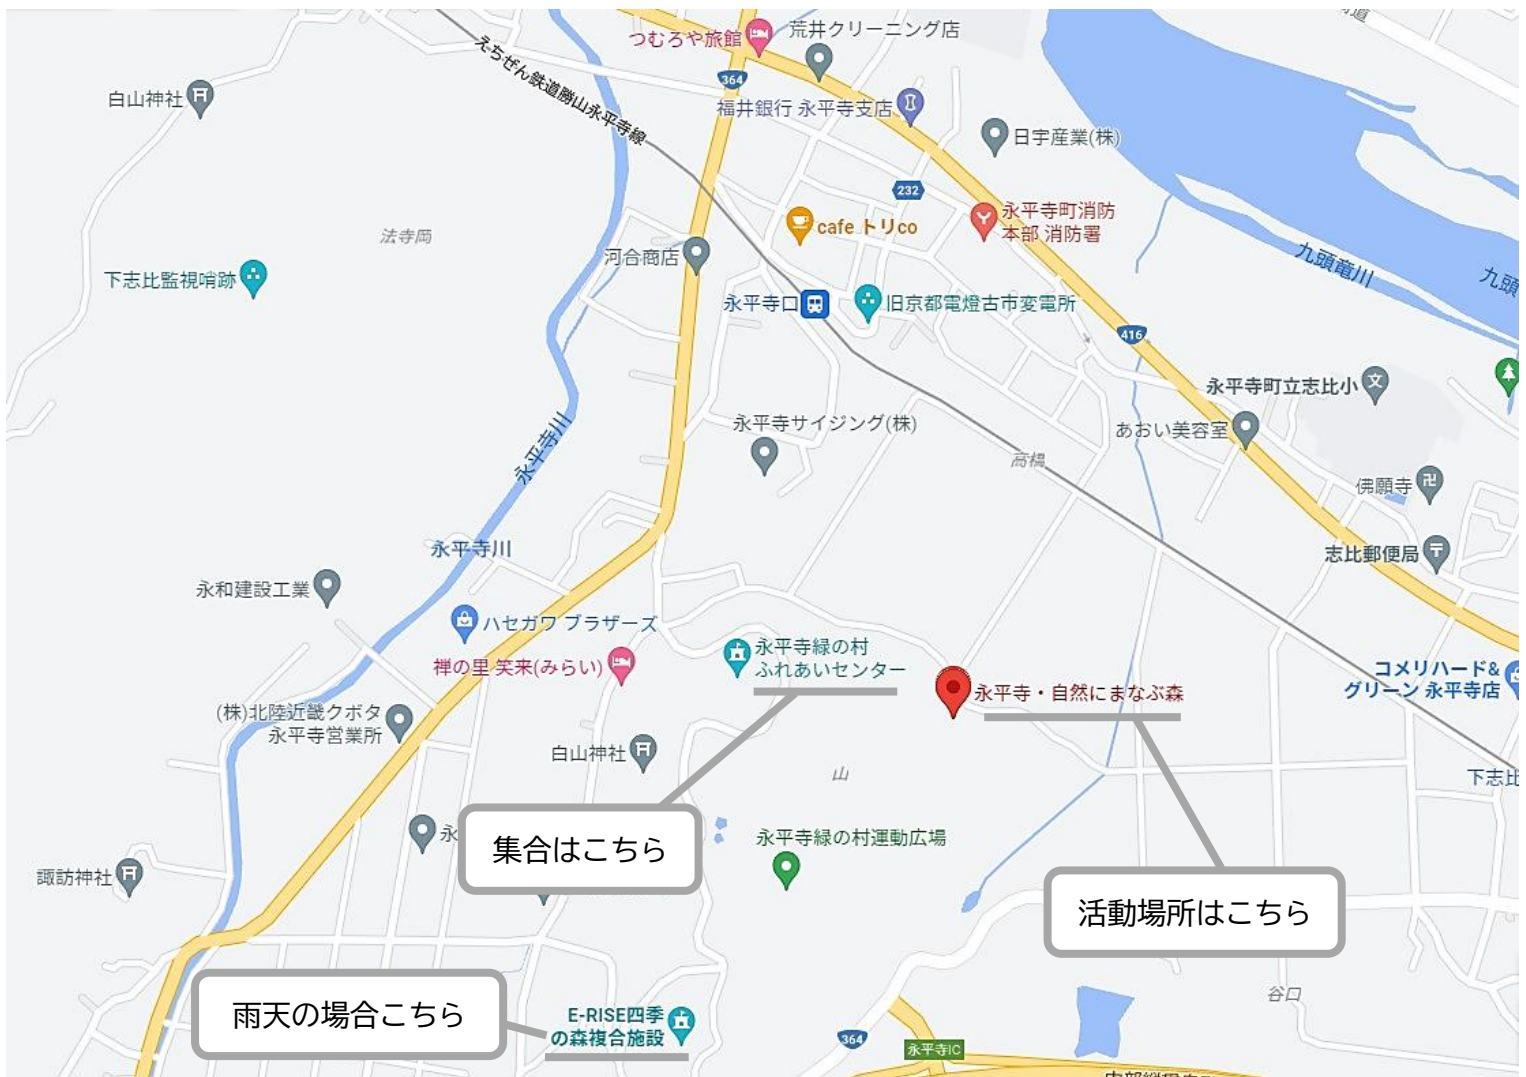 つむろや旅館
荒井クリーニング店
えちぜん鉄道勝山永平寺線
364
白山神社
福井銀行 永平寺支店
日宇産業(株)
232
永平寺町消防
本部 消防署
cafe トリco
法寺岡
河合商店
九頭竜川
九頭
下志比監視哨跡
永平寺口
旧京都電燈古市変電所
416
永平寺町立志比小
永平寺サイジング(株)
あおい美容室
永平寺川
高橋
佛願寺
永平寺川
志比郵便局
永和建設工業
ハセガワ ブラザーズ
永平寺緑の村
ふれあいセンター
禅の里 笑来(みらい)
コメリハード&
グリーン 永平寺店
永平寺・自然にまなぶ森
(株)北陸近畿クボタ
永平寺営業所
白山神社
山
下志比
永
集合はこちら
永平寺緑の村運動広場
諏訪神社
活動場所はこちら
谷口
雨天の場合こちら
E-RISE四季
の森複合施設
364
永平寺IC